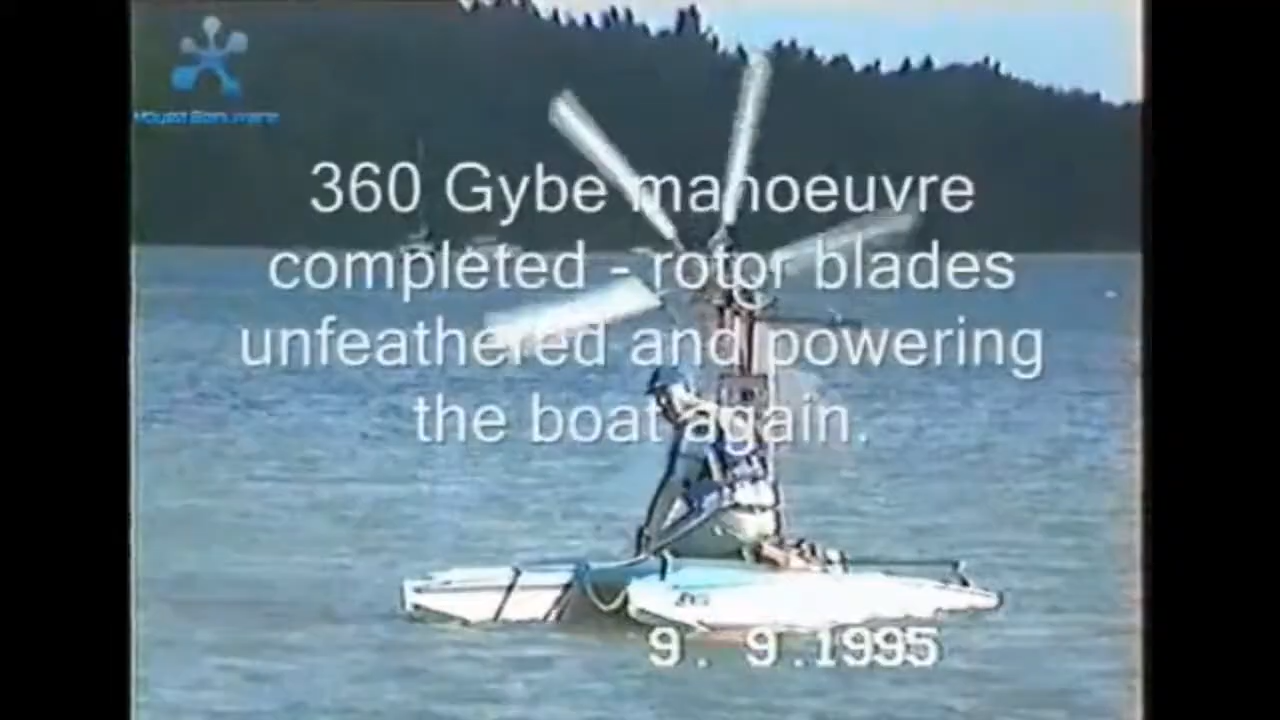 360 Gybe manoeuvre
completed - rotor blades
unfeathered and powering
the boat again.
9. 9.1995